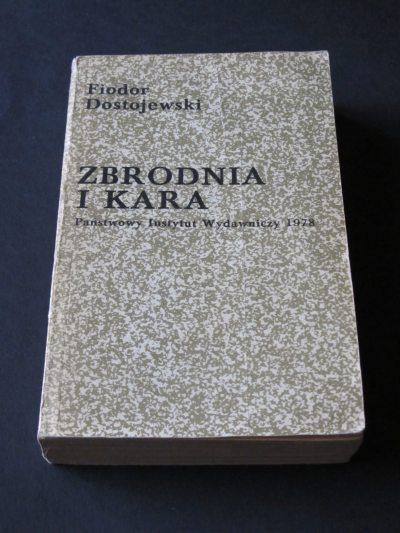 Fiodor
Dostojewski
ZBRODNIA
I KARA
Państwowy Instytut Wydawniczy 1978